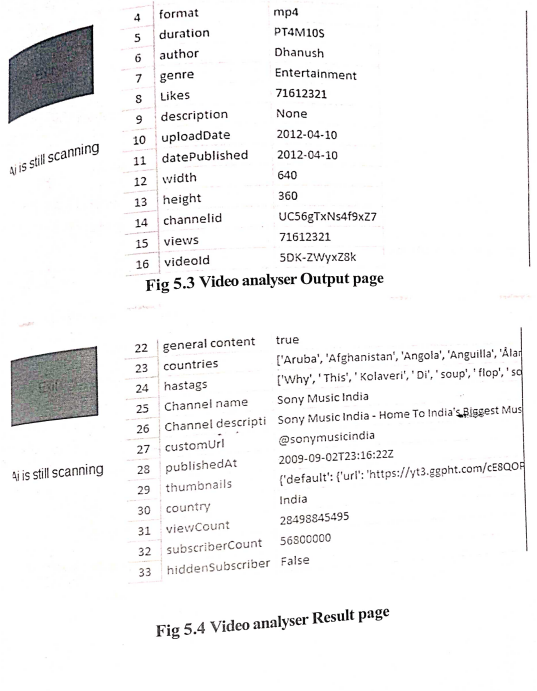 4 format mp4
5 duration PT4M10S
6 author Dhanush
7 genre Entertainment
8 Likes 71612321
9 description None
10 uploadDate 2012-04-10
11 datePublished 2012-04-10
12 width 640
13 height 360
14 channelid UC56gTxNs4f9xZ7
15 views 71612321
16 videoId 5DK-ZWyxZ8k
Exit
Ai is still scanning
Fig 5.3 Video analyser Output page
22 general content true
23 countries ['Aruba', 'Afghanistan', 'Angola', 'Anguilla', 'Ålar
24 hastags ['Why', ' This', ' Kolaveri', ' Di', ' soup', ' flop', ' so
25 Channel name Sony Music India
26 Channel descripti Sony Music India - Home To India's Biggest Mus
27 customUrl @sonymusicindia
28 publishedAt 2009-09-02T23:16:22Z
29 thumbnails {'default': {'url': 'https://yt3.ggpht.com/cE8QOP
30 country India
31 viewCount 28498845495
32 subscriberCount 56800000
33 hiddenSubscriber False
Exit
Ai is still scanning
Fig 5.4 Video analyser Result page